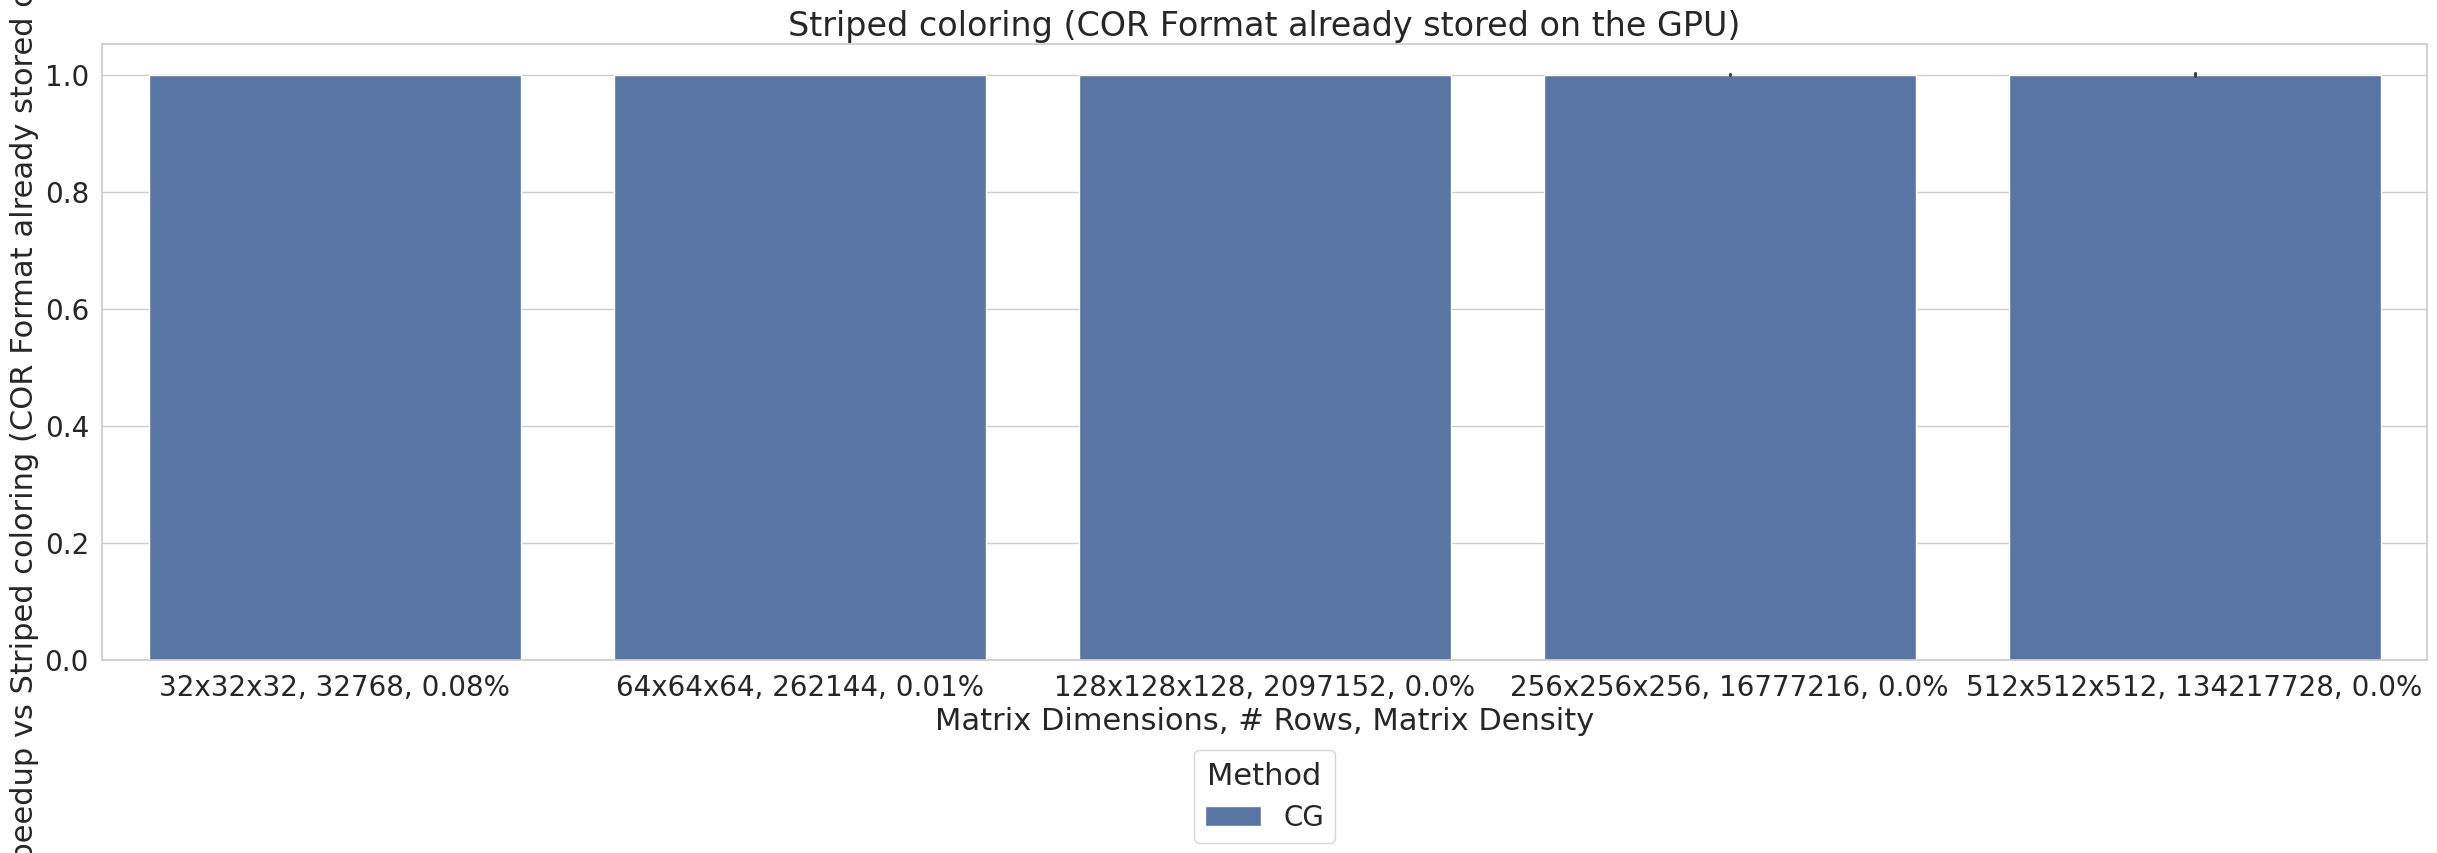 Striped coloring (COR Format already stored on the GPU)
speedup vs Striped coloring (COR Format already stored
1.0
0.8
0.6
0.4
0.2
0.0
32x32x32, 32768, 0.08%
64x64x64, 262144, 0.01%
128x128x128, 2097152, 0.0%
256x256x256, 16777216, 0.0%
512x512x512, 134217728, 0.0%
Matrix Dimensions, # Rows, Matrix Density
Method
CG